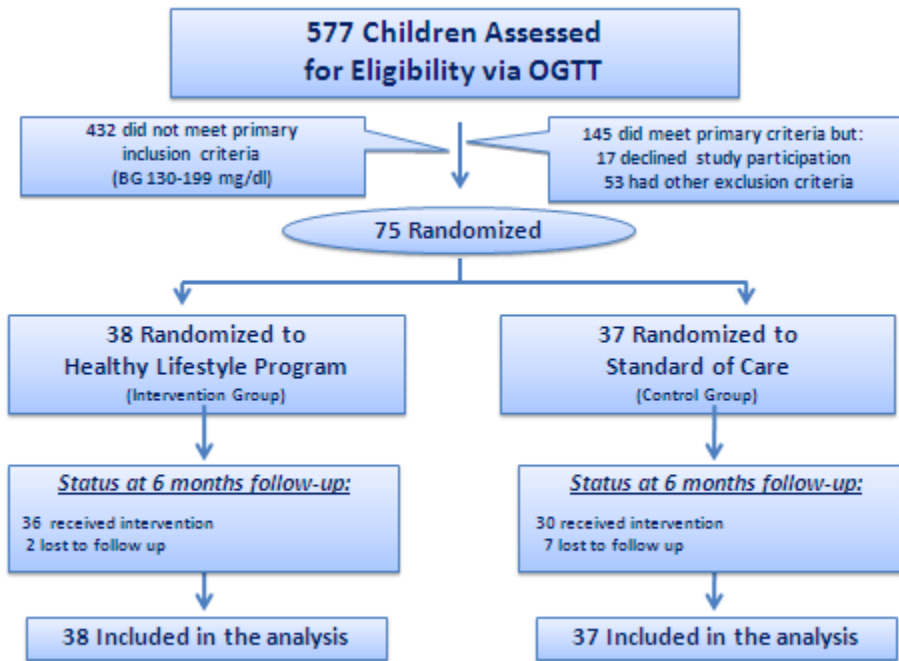 577 Children Assessed
for Eligibility via OGTT
432 did not meet primary
inclusion criteria
(BG 130-199 mg/dl)
145 did meet primary criteria but:
17 declined study participation
53 had other exclusion criteria
75 Randomized
38 Randomized to
Healthy Lifestyle Program
(Intervention Group)
37 Randomized to
Standard of Care
(Control Group)
Status at 6 months follow-up:
36 received intervention
2 lost to follow up
Status at 6 months follow-up:
30 received intervention
7 lost to follow up
38 Included in the analysis
37 Included in the analysis